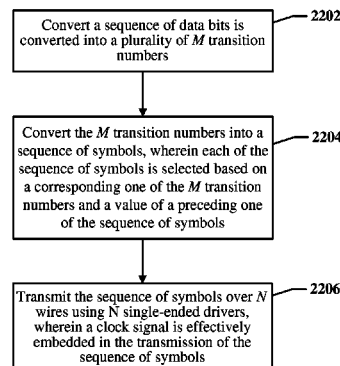 Convert a sequence of data bits is
converted into a plurality of M transition
numbers
2202
Convert the M transition numbers into a
sequence of symbols, wherein each of the
sequence of symbols is selected based on
a corresponding one of the M transition
numbers and a value of a preceding one
of the sequence of symbols
2204
Transmit the sequence of symbols over N
wires using N single-ended drivers,
wherein a clock signal is effectively
embedded in the transmission of the
sequence of symbols
2206